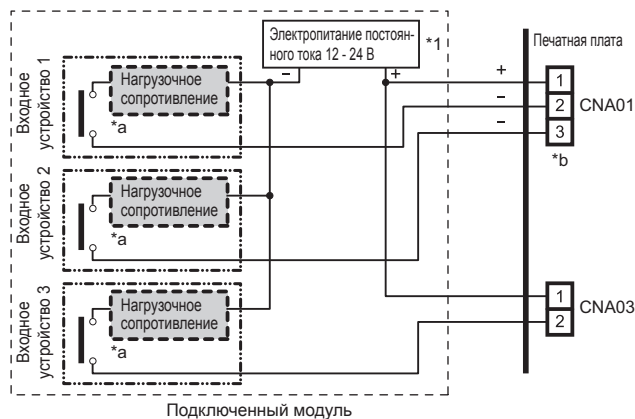 Электропитание постоян-
ного тока 12 - 24 В
*1
Печатная плата
Входное
устройство 1
Нагрузочное
сопротивление
*a
–
+
+
–
–
1
2
3
CNA01
*b
Входное
устройство 2
Нагрузочное
сопротивление
*a
Входное
устройство 3
Нагрузочное
сопротивление
*a
1
2
CNA03
Подключенный модуль